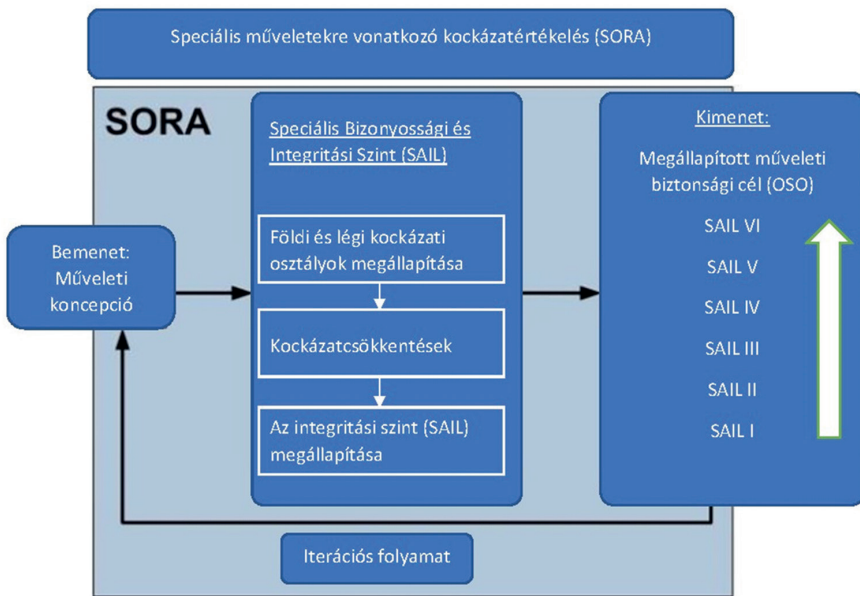 Speciális műveletekre vonatkozó kockázatértékelés (SORA)
SORA
Bemenet:
Műveleti
koncepció
Speciális Bizonyossági és
Integritási Szint (SAIL)
Földi és légi kockázati
osztályok megállapítása
Kockázatcsökkentések
Az integritási szint (SAIL)
megállapítása
Kimenet:
Megállapított műveleti
biztonsági cél (OSO)
SAIL VI
SAIL V
SAIL IV
SAIL III
SAIL II
SAIL I
Iterációs folyamat